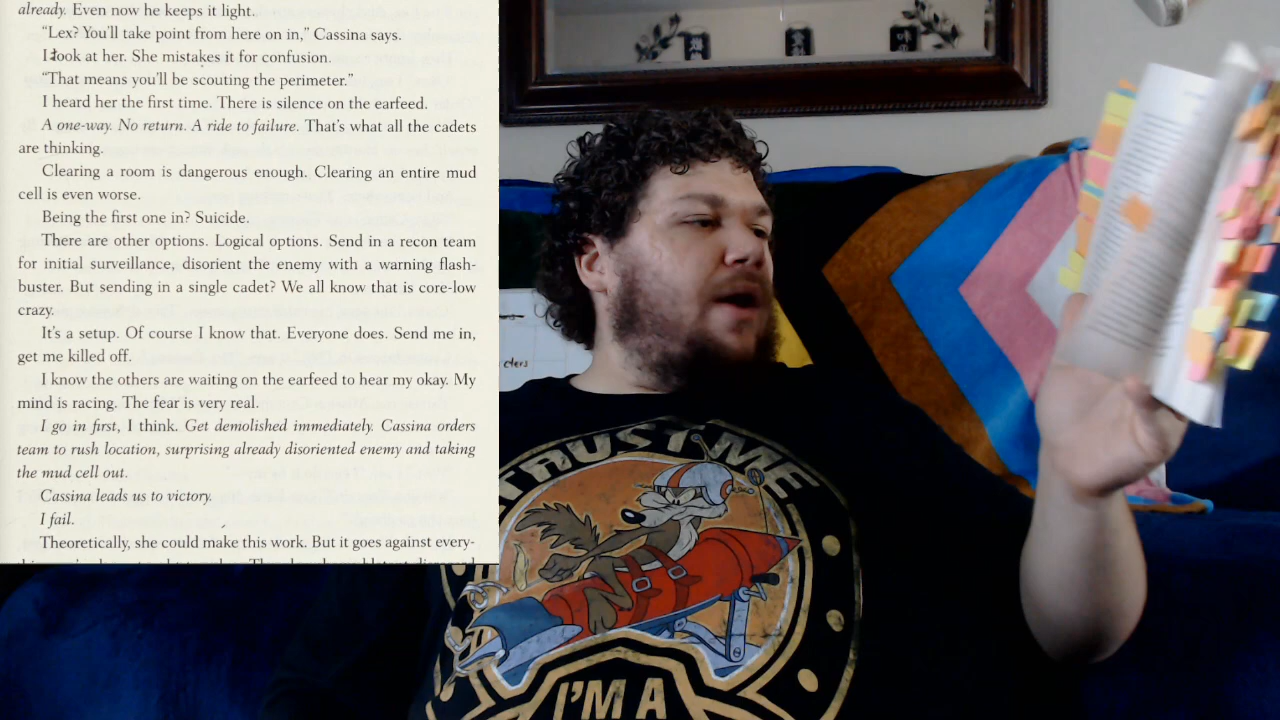 already. Even now he keeps it light.
"Lex? You'll take point from here on in," Cassina says.
I look at her. She mistakes it for confusion.
"That means you'll be scouting the perimeter."
I heard her the first time. There is silence on the earfeed.
A one-way. No return. A ride to failure. That's what all the cadets
are thinking.
Clearing a room is dangerous enough. Clearing an entire mud
cell is even worse.
Being the first one in? Suicide.
There are other options. Logical options. Send in a recon team
for initial surveillance, disorient the enemy with a warning flash-
buster. But sending in a single cadet? We all know that is core-low
crazy.
It's a setup. Of course I know that. Everyone does. Send me in,
get me killed off.
I know the others are waiting on the earfeed to hear my okay. My
mind is racing. The fear is very real.
I go in first, I think. Get demolished immediately. Cassina orders
team to rush location, surprising already disoriented enemy and taking
the mud cell out.
Cassina leads us to victory.
I fail.
Theoretically, she could make this work. But it goes against every-
TRUST ME
I'M A